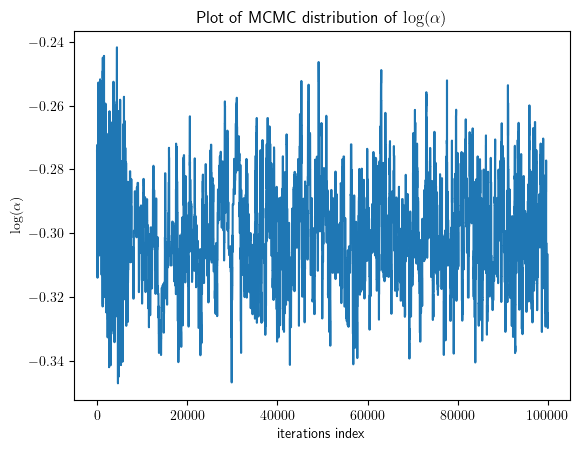 Plot of MCMC distribution of log(α)
−0.24
−0.26
−0.28
−0.30
−0.32
−0.34
log(α)
0 20000 40000 60000 80000 100000
iterations index